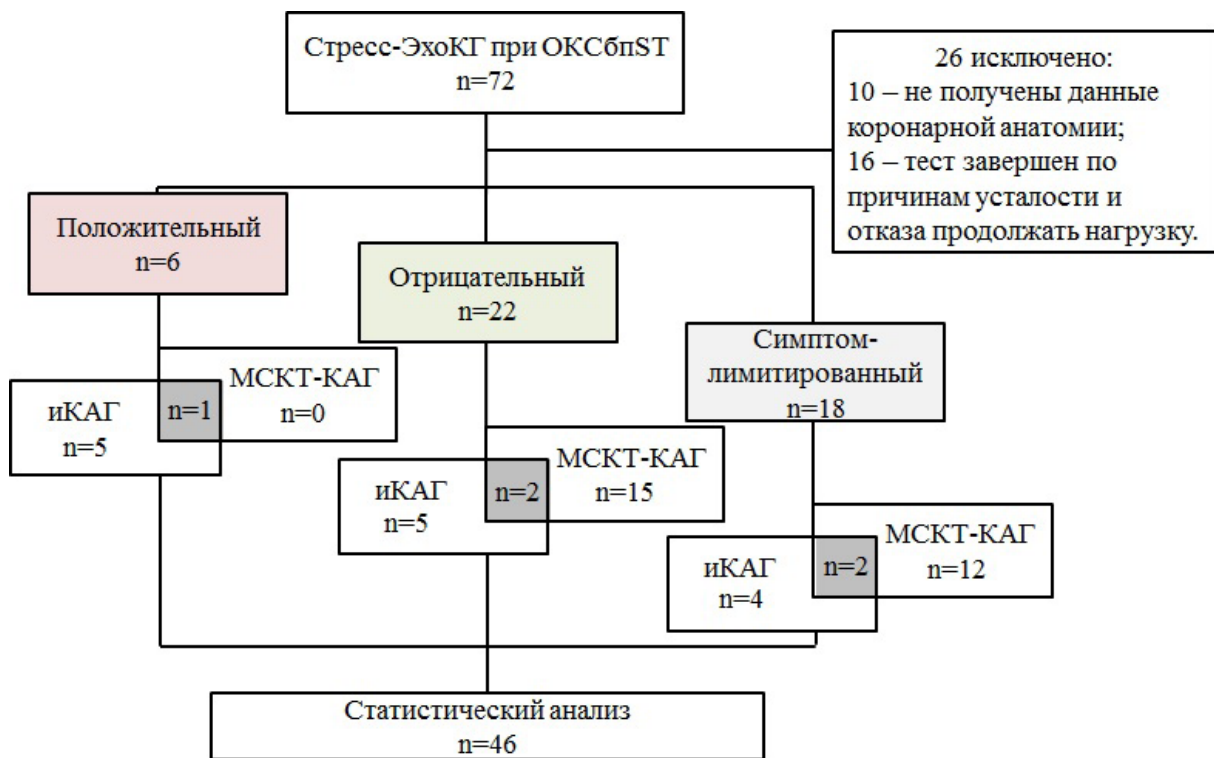 Стресс-ЭхоКГ при ОКСбпST
n=72
26 исключено:
10 – не получены данные
коронарной анатомии;
16 – тест завершен по
причинам усталости и
отказа продолжать нагрузку.
Положительный
n=6
Отрицательный
n=22
Симптом-
лимитированный
n=18
иКАГ
n=5
n=1
МСКТ-КАГ
n=0
иКАГ
n=5
n=2
МСКТ-КАГ
n=15
иКАГ
n=4
n=2
МСКТ-КАГ
n=12
Статистический анализ
n=46